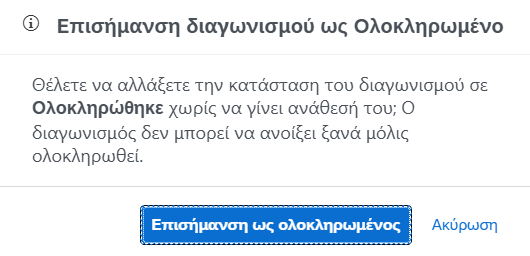 Επισήμανση διαγωνισμού ως Ολοκληρωμένο
Θέλετε να αλλάξετε την κατάσταση του διαγωνισμού σε
Ολοκληρώθηκε χωρίς να γίνει ανάθεσή του; Ο
διαγωνισμός δεν μπορεί να ανοίξει ξανά μόλις
ολοκληρωθεί.
Επισήμανση ως ολοκληρωμένος
Ακύρωση